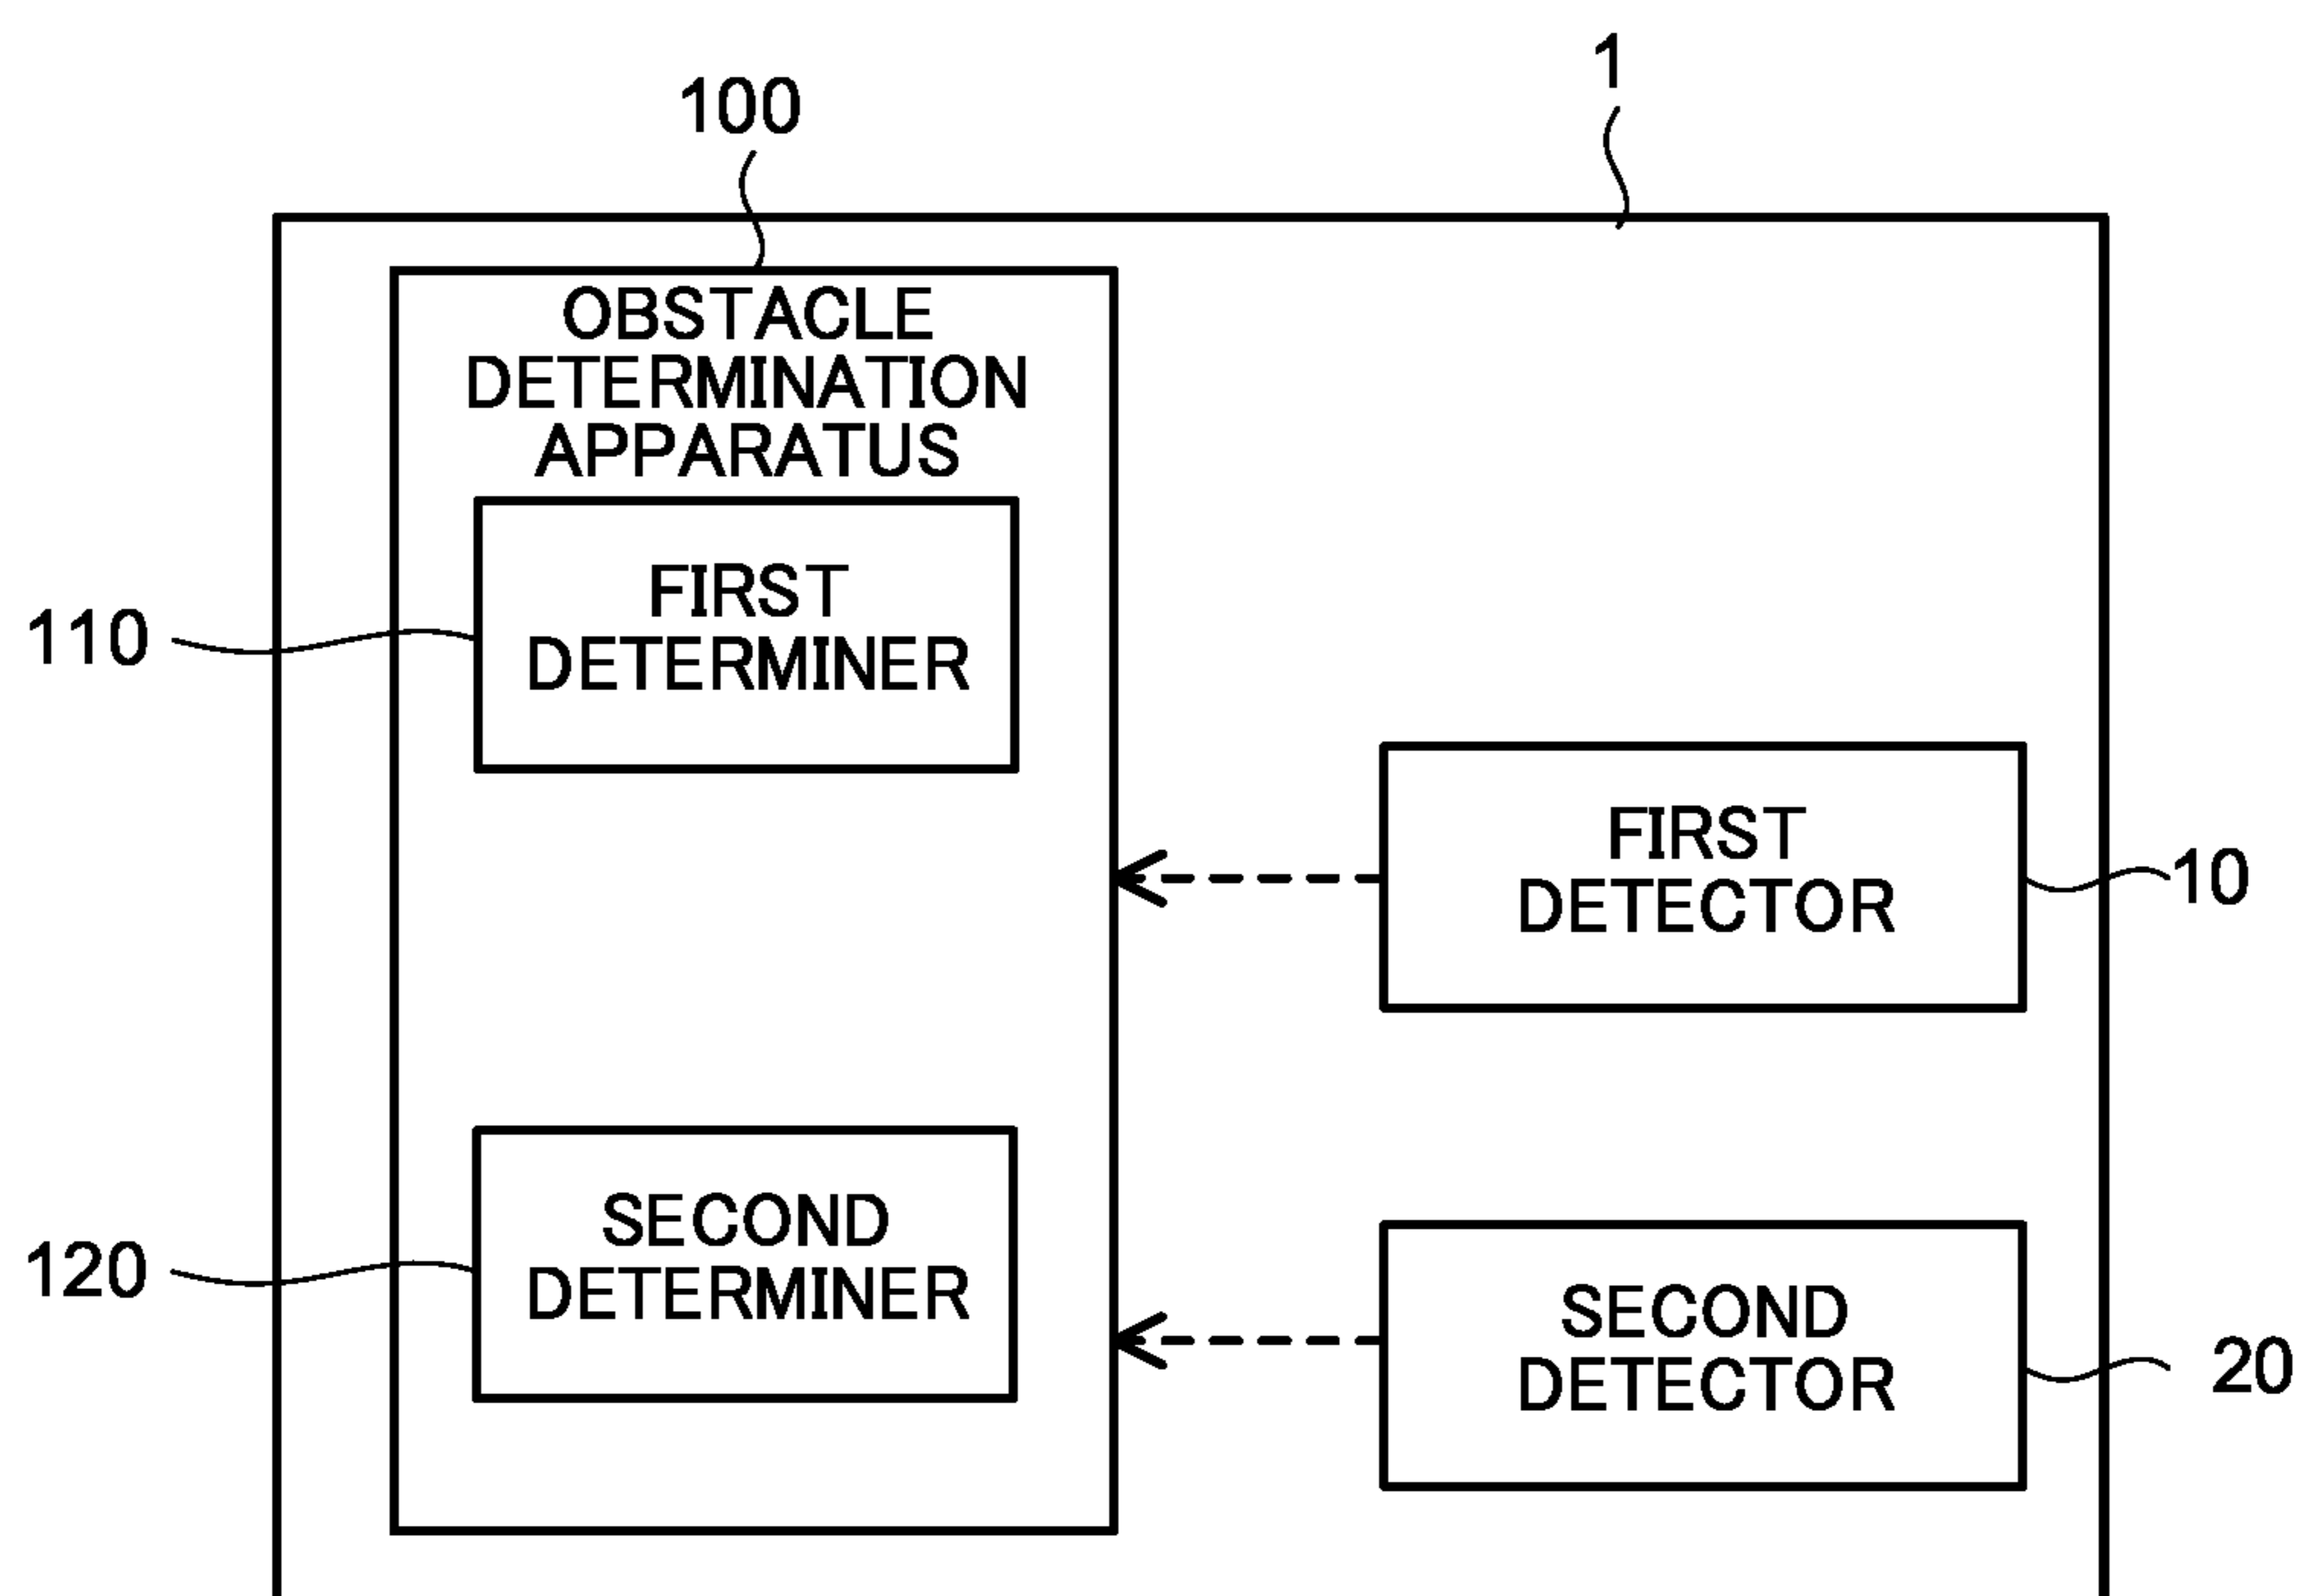 1
100
OBSTACLE
DETERMINATION
APPARATUS
FIRST
DETERMINER
110
FIRST
DETECTOR
10
SECOND
DETERMINER
120
SECOND
DETECTOR
20